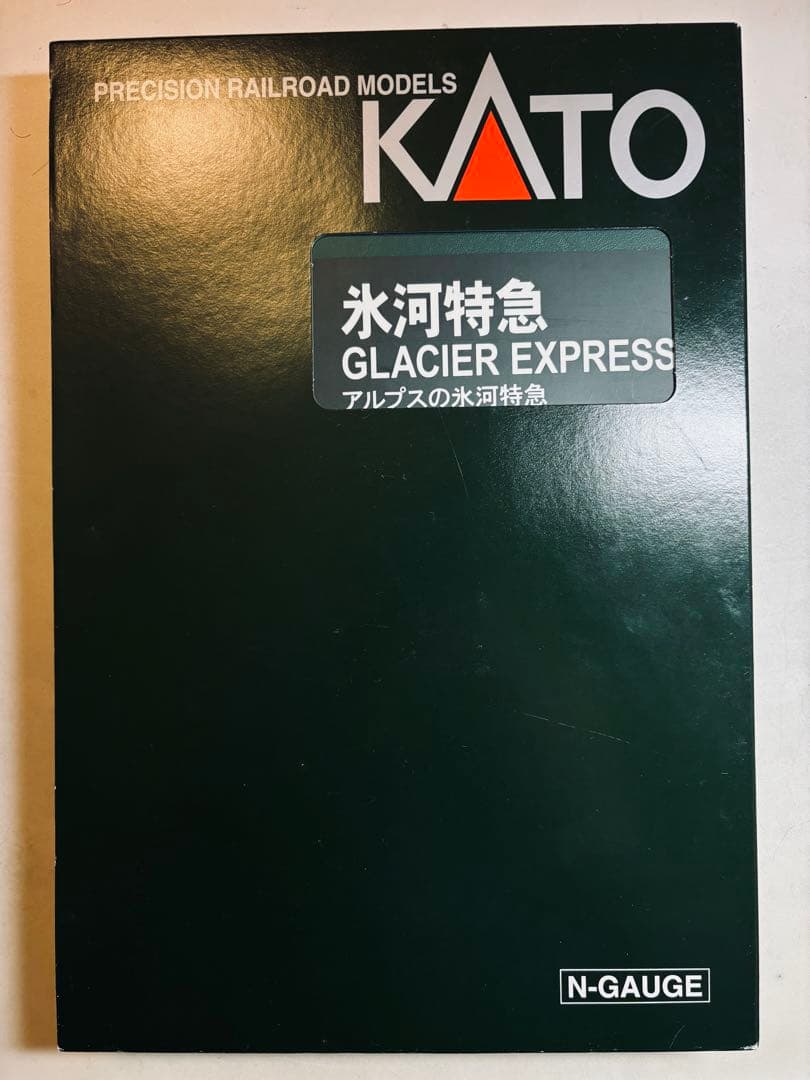 PRECISION RAILROAD MODELS
KATO
氷河特急
GLACIER EXPRESS
アルプスの氷河特急
N-GAUGE